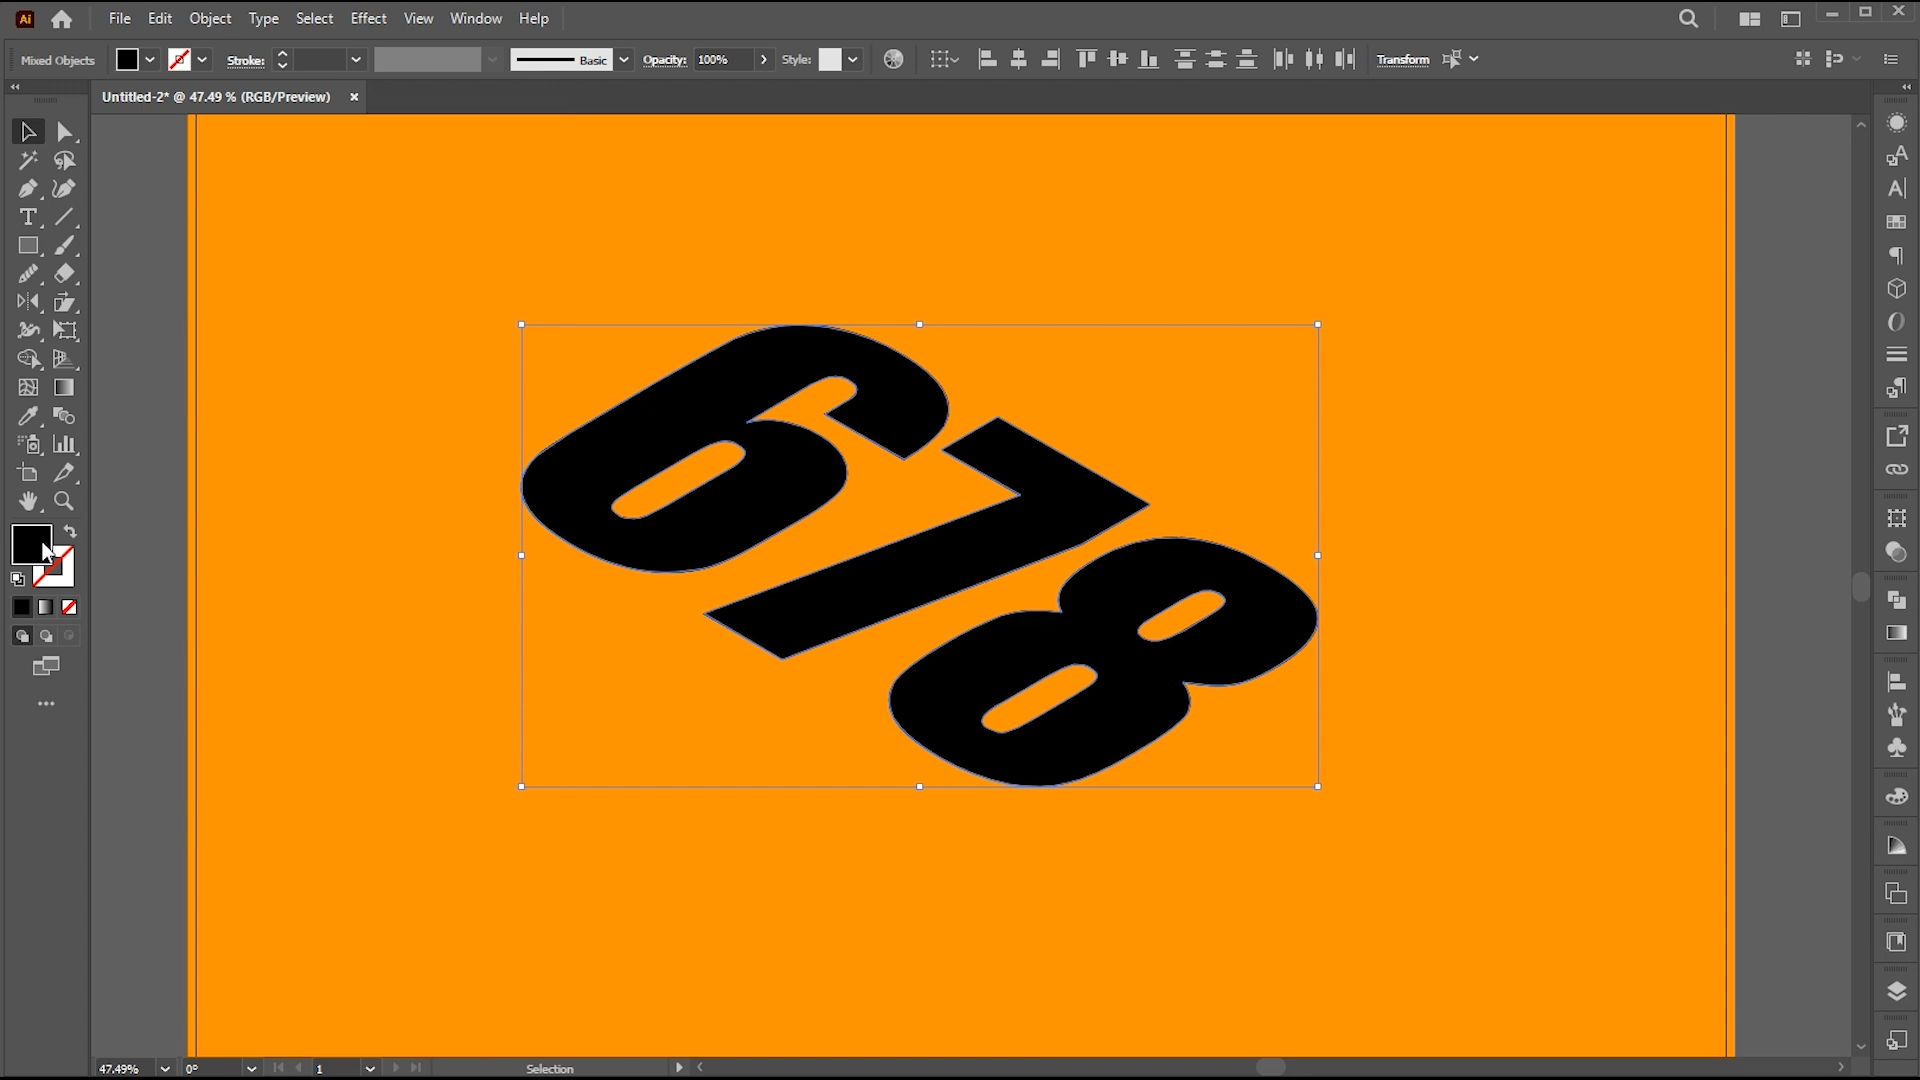 Ai File Edit Object Type Select Effect View Window Help
Mixed Objects Stroke: Basic Opacity: 100% Style: Transform
Untitled-2* @ 47.49 % (RGB/Preview) ×
678
47.49% 0° 1 Selection